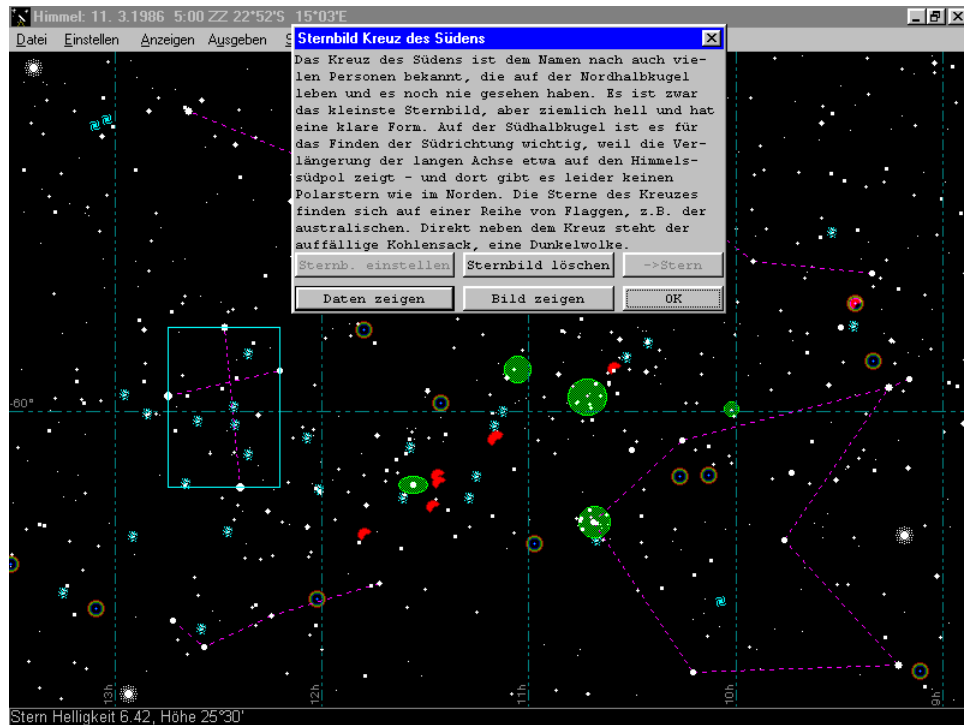 Himmel: 11. 3.1986  5:00 ZZ 22°52'S  15°03'E
Datei Einstellen Anzeigen Ausgeben
Sternbild Kreuz des Südens
Das Kreuz des Südens ist dem Namen nach auch vie-
len Personen bekannt, die auf der Nordhalbkugel
leben und es noch nie gesehen haben. Es ist zwar
das kleinste Sternbild, aber ziemlich hell und hat
eine klare Form. Auf der Südhalbkugel ist es für
das Finden der Südrichtung wichtig, weil die Ver-
längerung der langen Achse etwa auf den Himmels-
südpol zeigt - und dort gibt es leider keinen
Polarstern wie im Norden. Die Sterne des Kreuzes
finden sich auf einer Reihe von Flaggen, z.B. der
australischen. Direkt neben dem Kreuz steht der
auffällige Kohlensack, eine Dunkelwolke.
Sternb. einstellen Sternbild löschen ->Stern
Daten zeigen Bild zeigen OK
-60°
13h 12h 11h 10h 9h
Stern Helligkeit 6.42, Höhe 25°30'